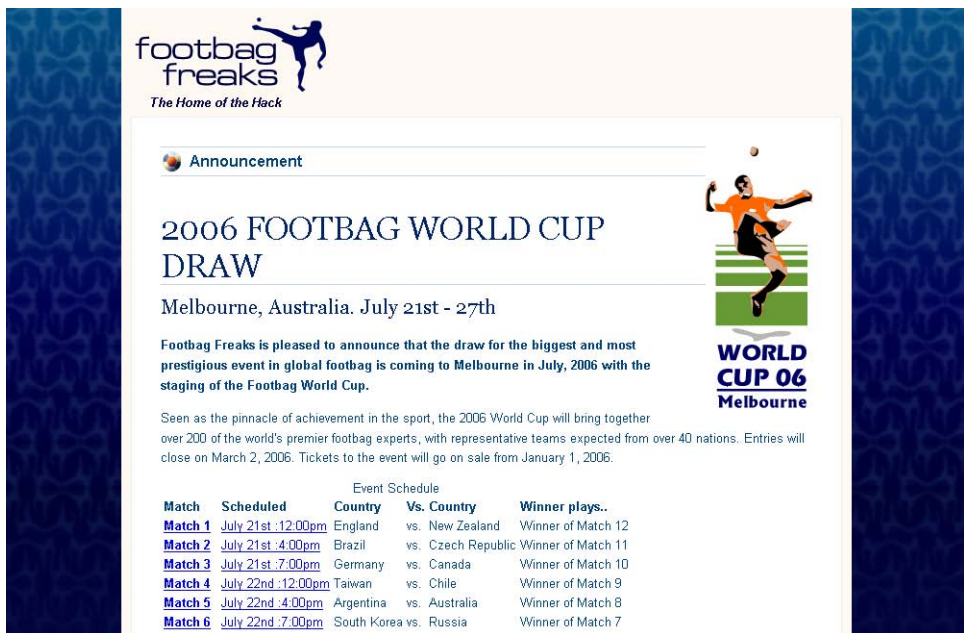 footbag
freaks
The Home of the Hack
Announcement
2006 FOOTBAG WORLD CUP
DRAW
Melbourne, Australia. July 21st - 27th
Footbag Freaks is pleased to announce that the draw for the biggest and most
prestigious event in global footbag is coming to Melbourne in July, 2006 with the
staging of the Footbag World Cup.
WORLD
CUP 06
Melbourne
Seen as the pinnacle of achievement in the sport, the 2006 World Cup will bring together
over 200 of the world's premier footbag experts, with representative teams expected from over 40 nations. Entries will
close on March 2, 2006. Tickets to the event will go on sale from January 1, 2006.
Event Schedule
Match Scheduled Country Vs. Country Winner plays..
Match 1 July 21st :12:00pm England vs. New Zealand Winner of Match 12
Match 2 July 21st :4:00pm Brazil vs. Czech Republic Winner of Match 11
Match 3 July 21st :7:00pm Germany vs. Canada Winner of Match 10
Match 4 July 22nd :12:00pm Taiwan vs. Chile Winner of Match 9
Match 5 July 22nd :4:00pm Argentina vs. Australia Winner of Match 8
Match 6 July 22nd :7:00pm South Korea vs. Russia Winner of Match 7